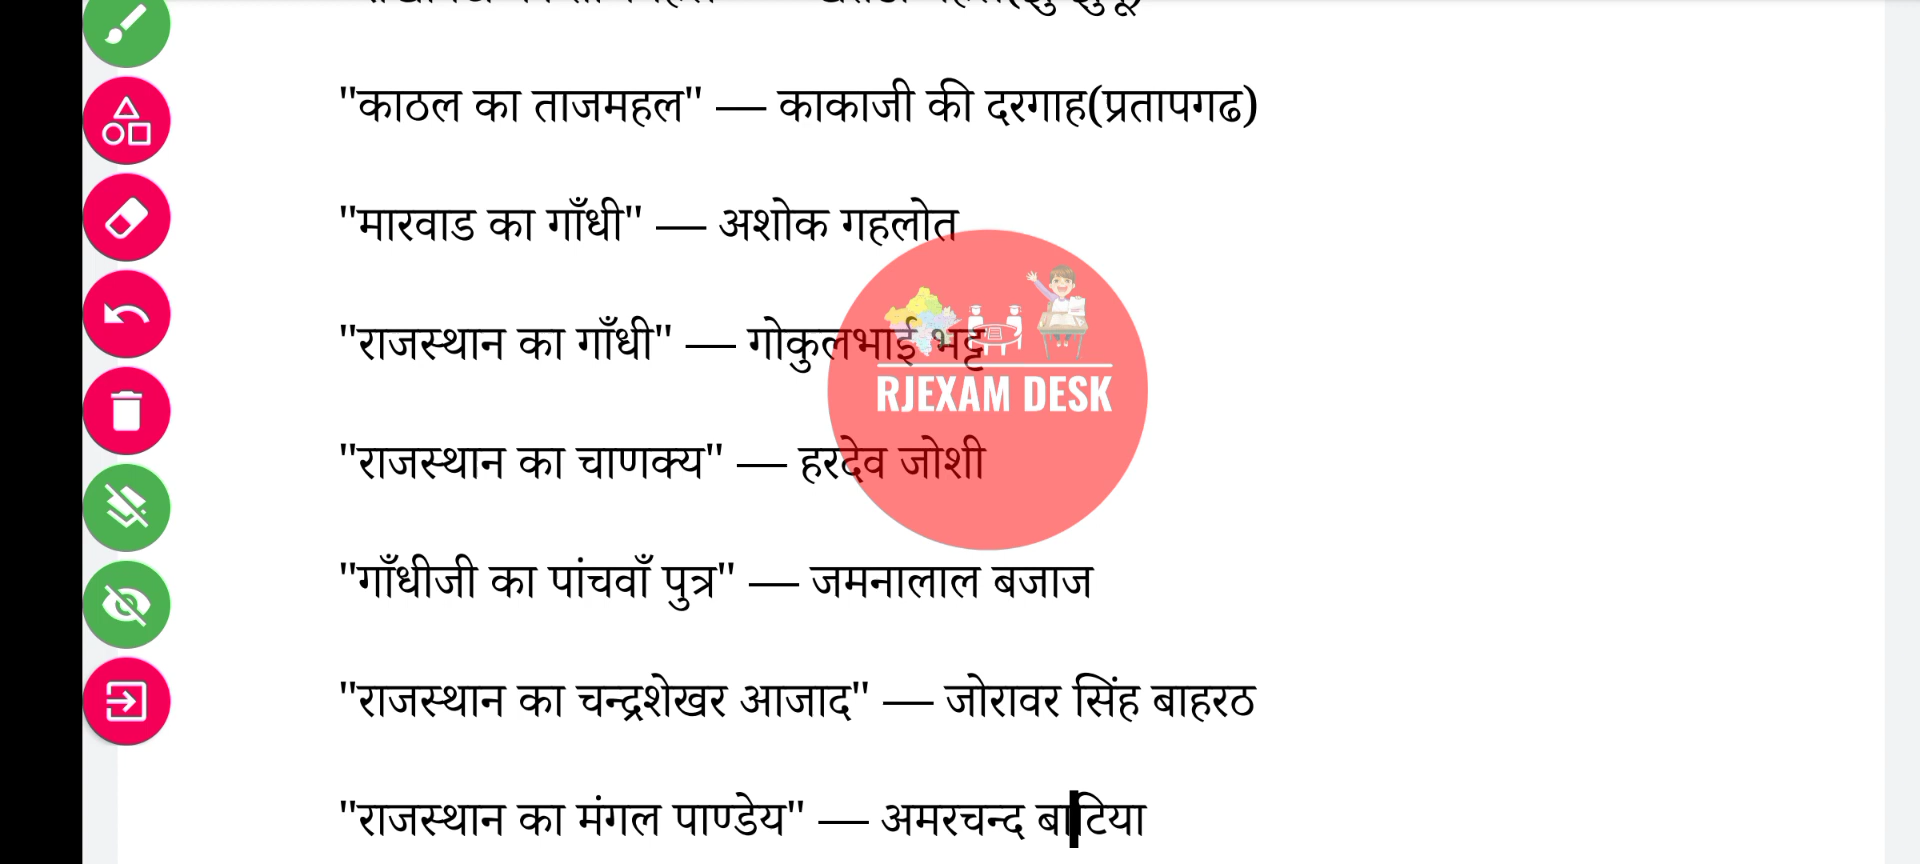 "काठल का ताजमहल" — काकाजी की दरगाह(प्रतापगढ)
"मारवाड का गाँधी" — अशोक गहलोत
"राजस्थान का गाँधी" — गोकुलभाई भट्ट
RJEXAM DESK
"राजस्थान का चाणक्य" — हरदेव जोशी
"गाँधीजी का पांचवाँ पुत्र" — जमनालाल बजाज
"राजस्थान का चन्द्रशेखर आजाद" — जोरावर सिंह बाहरठ
"राजस्थान का मंगल पाण्डेय" — अमरचन्द बाटिया